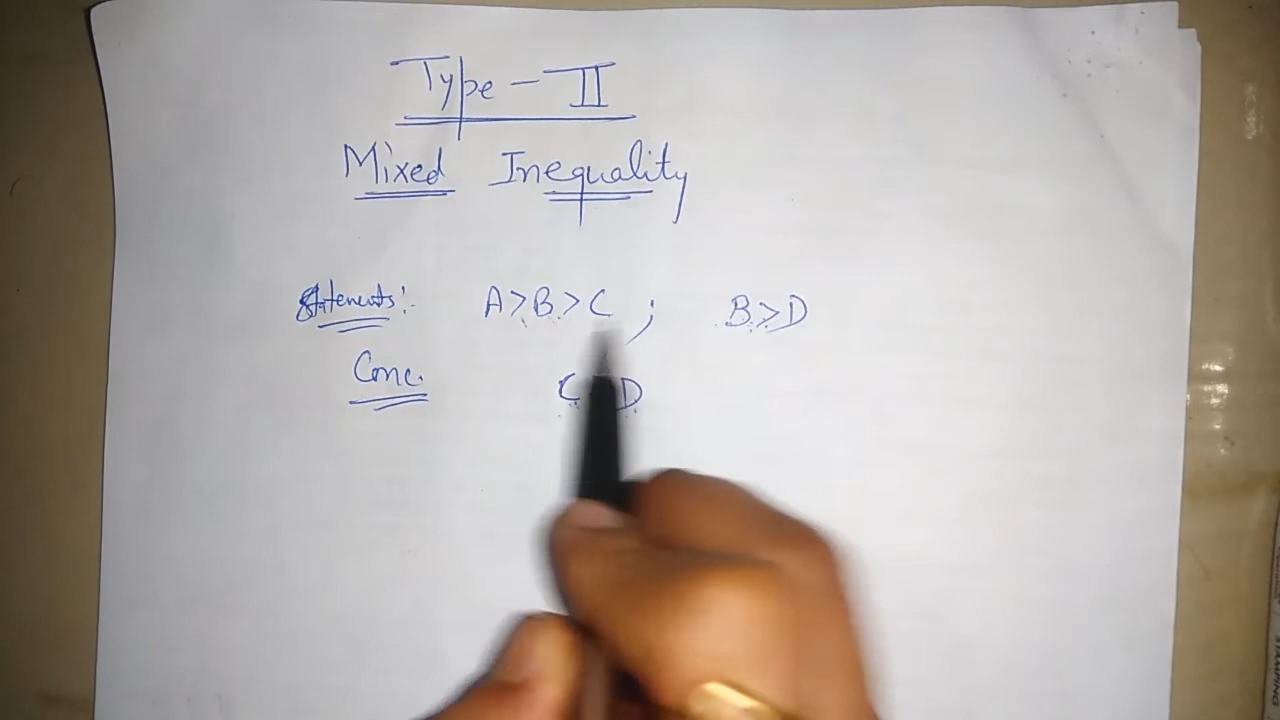 Type - II
Mixed Inequality
Statements:- A>B>C ; B>D
Conc. C D